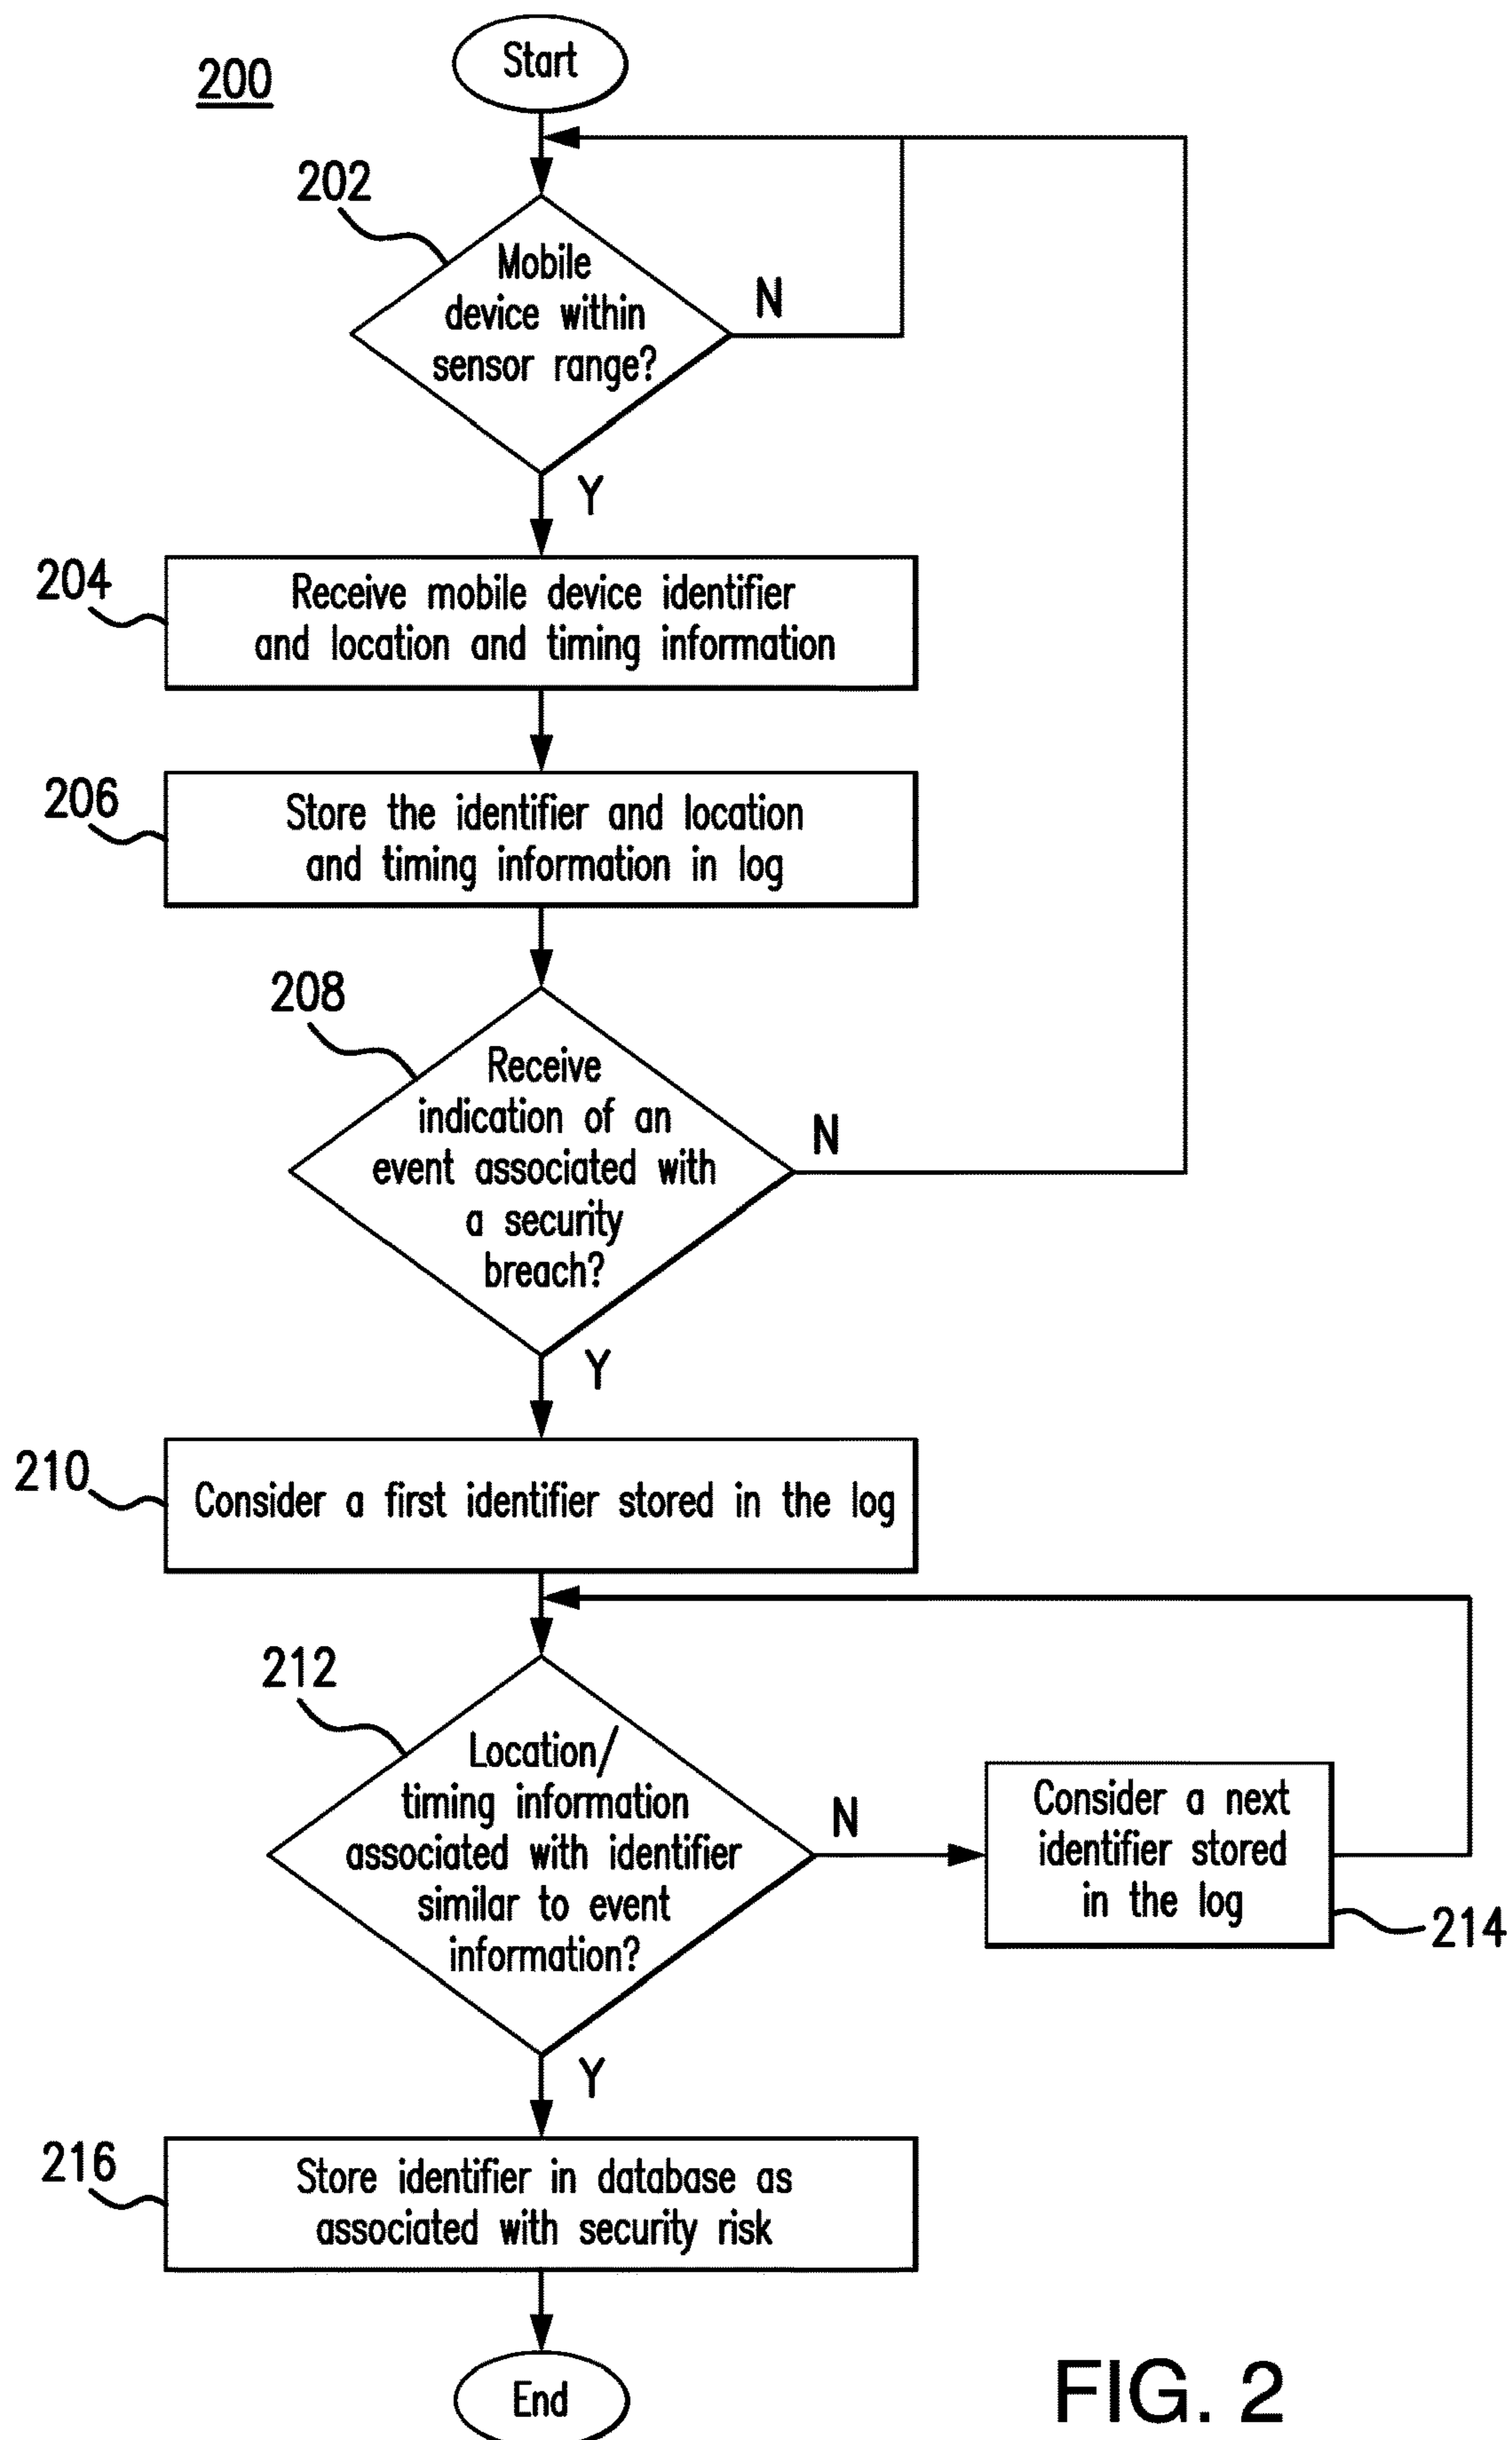 Start
200
202
Mobile
device within
sensor range?
N
Y
204
Receive mobile device identifier
and location and timing information
206
Store the identifier and location
and timing information in log
208
Receive
indication of an
event associated with
a security
breach?
N
Y
210
Consider a first identifier stored in the log
212
Location/
timing information
associated with identifier
similar to event
information?
N
Consider a next
identifier stored
in the log
214
Y
216
Store identifier in database as
associated with security risk
End
FIG. 2